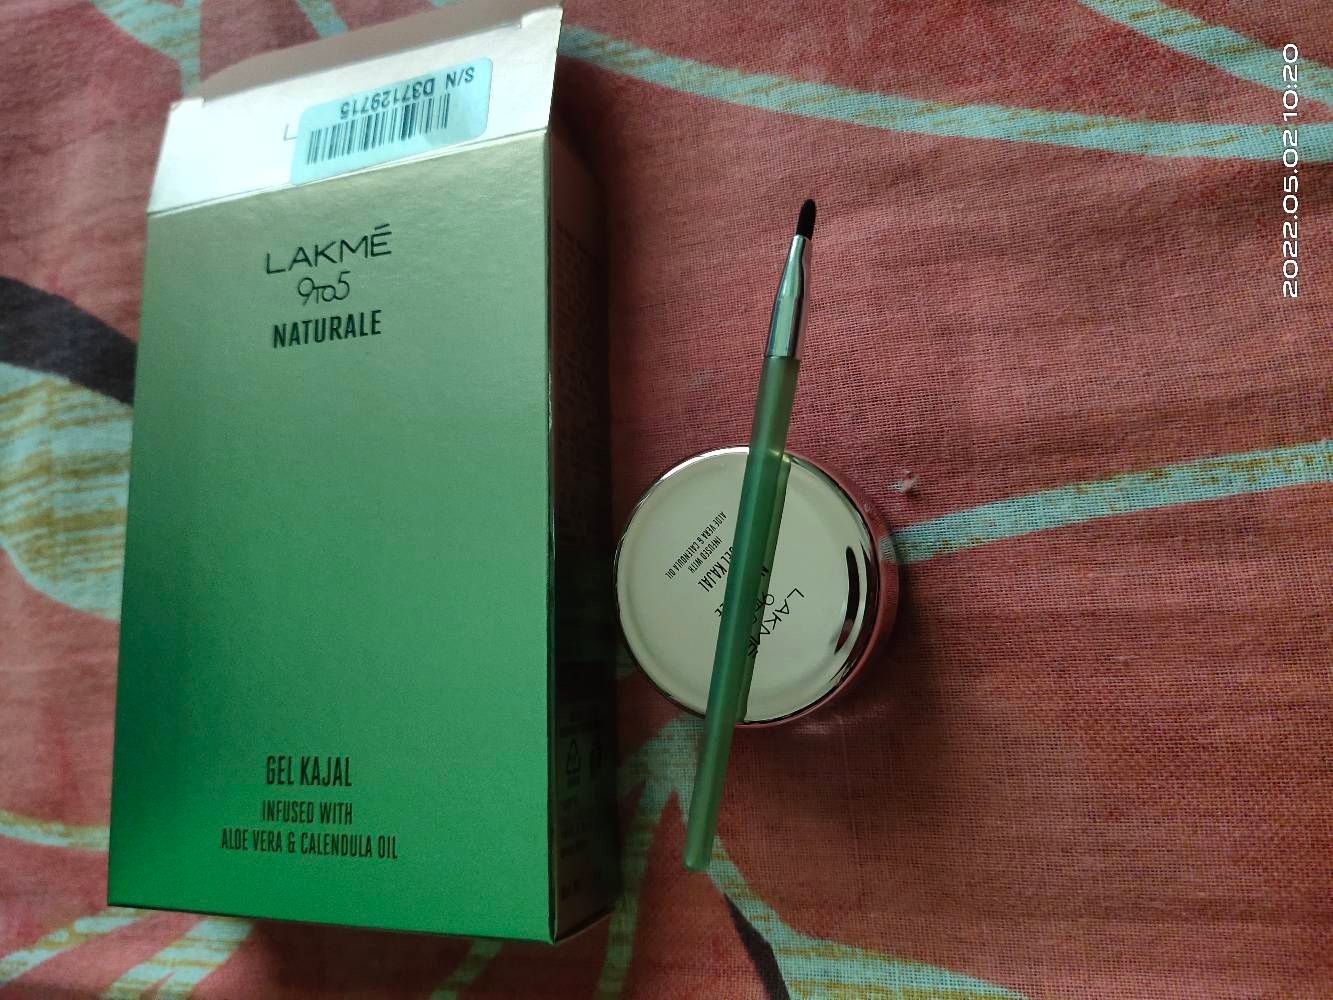 S/N D37129715
LAKMÉ
9TO5
NATURALE
GEL KAJAL
INFUSED WITH
ALOE VERA & CALENDULA OIL
LAKMÉ
GEL KAJAL
INFUSED WITH
ALOE VERA & CALENDULA OIL
2022.05.02 10:20